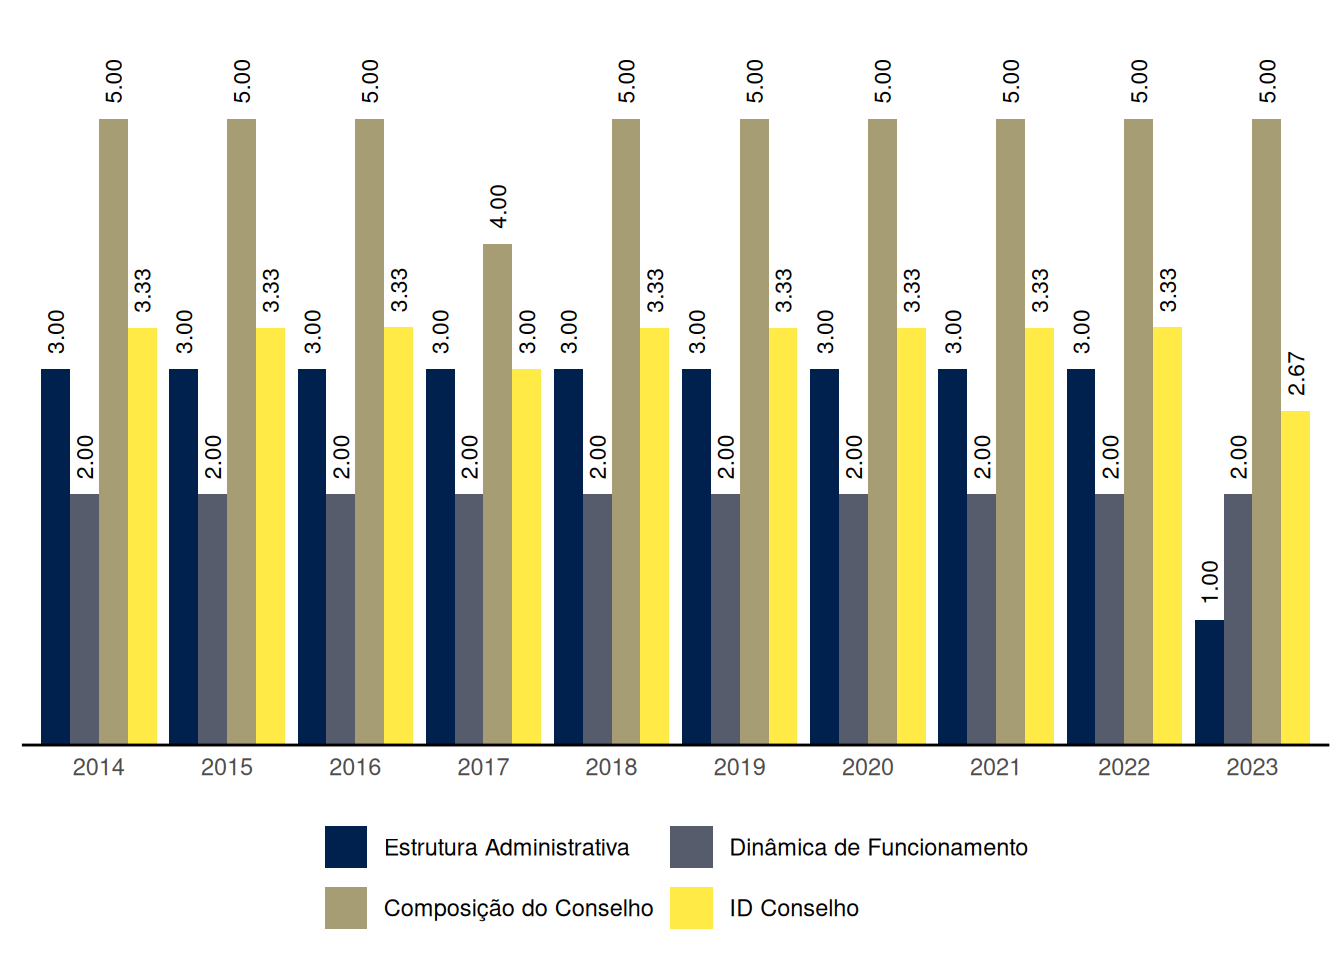 5.00 5.00 5.00 5.00 5.00 5.00 5.00 5.00 5.00
4.00
3.33 3.33 3.33 3.33 3.33 3.33 3.33 3.33
3.00 3.00 3.00 3.00 3.00 3.00 3.00 3.00 3.00 3.00
2.67
2.00 2.00 2.00 2.00 2.00 2.00 2.00 2.00 2.00 2.00
1.00
2014 2015 2016 2017 2018 2019 2020 2021 2022 2023
Estrutura Administrativa Dinâmica de Funcionamento
Composição do Conselho ID Conselho